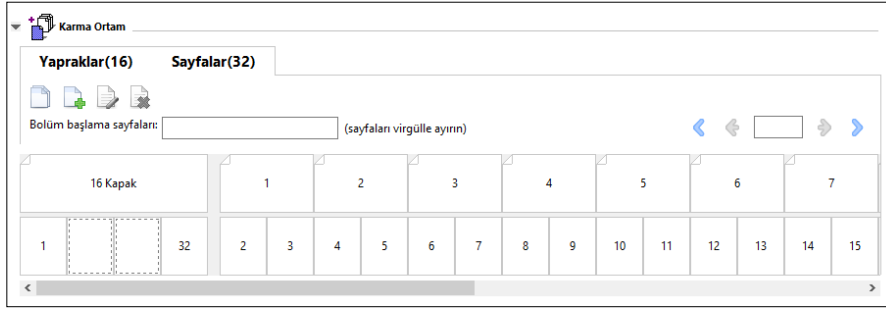 Karma Ortam
Yapraklar(16) Sayfalar(32)
Bolüm başlama sayfaları: (sayfaları virgülle ayırın)
16 Kapak 1 2 3 4 5 6 7
1 32 2 3 4 5 6 7 8 9 10 11 12 13 14 15